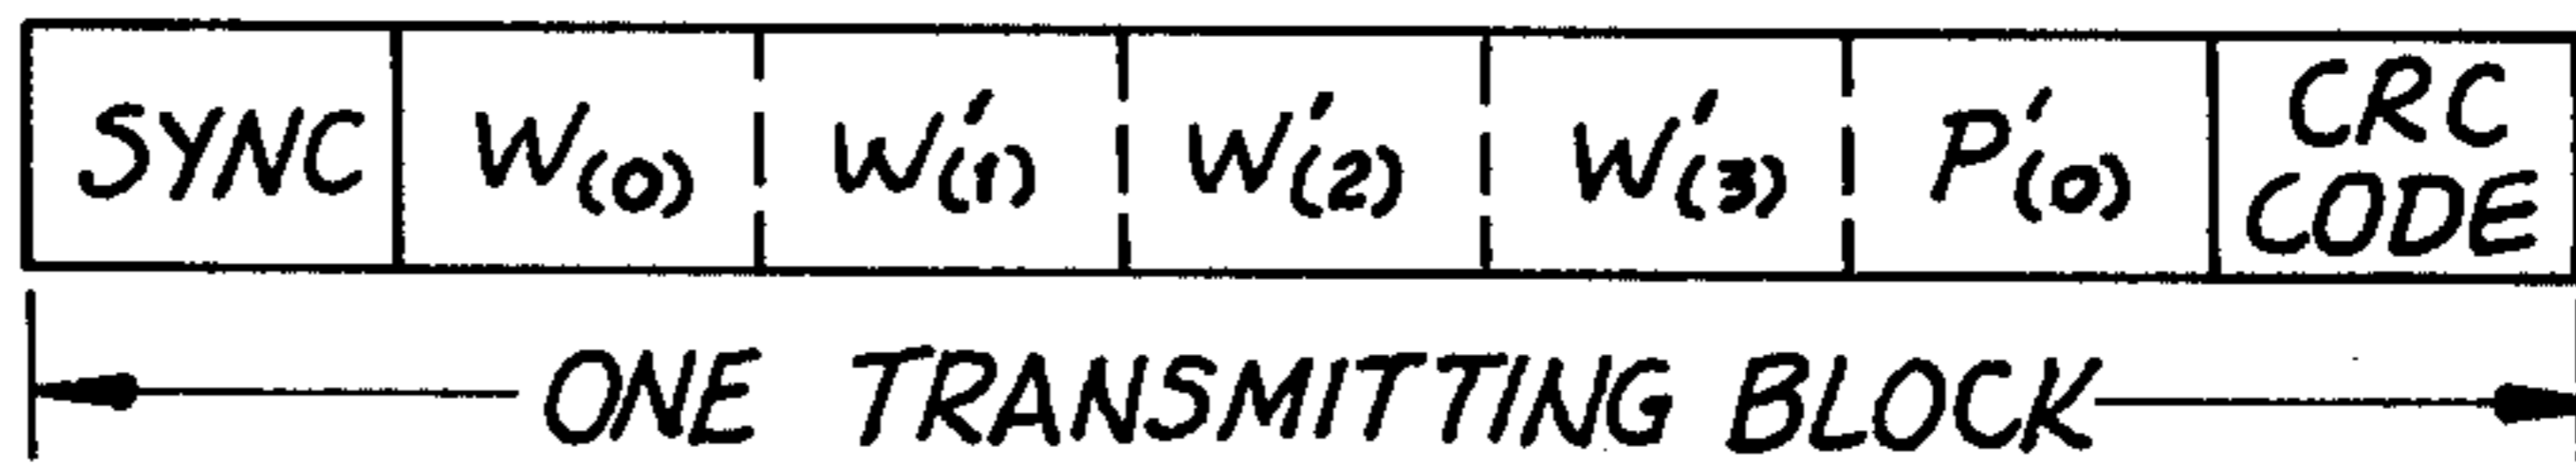 SYNC W(0) W'(1) W'(2) W'(3) P'(0) CRC CODE
ONE TRANSMITTING BLOCK